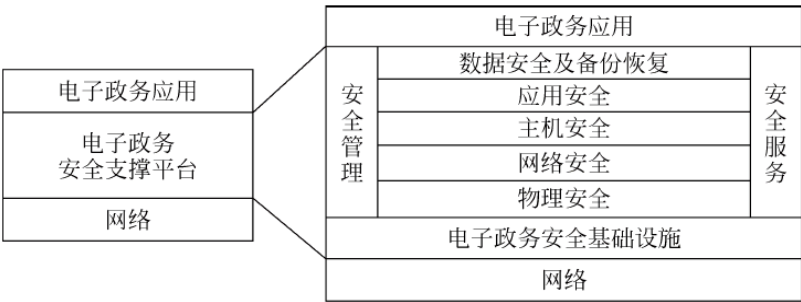 电子政务应用
电子政务
安全支撑平台
网络
电子政务应用
安全管理
数据安全及备份恢复
应用安全
主机安全
网络安全
物理安全
安全服务
电子政务安全基础设施
网络